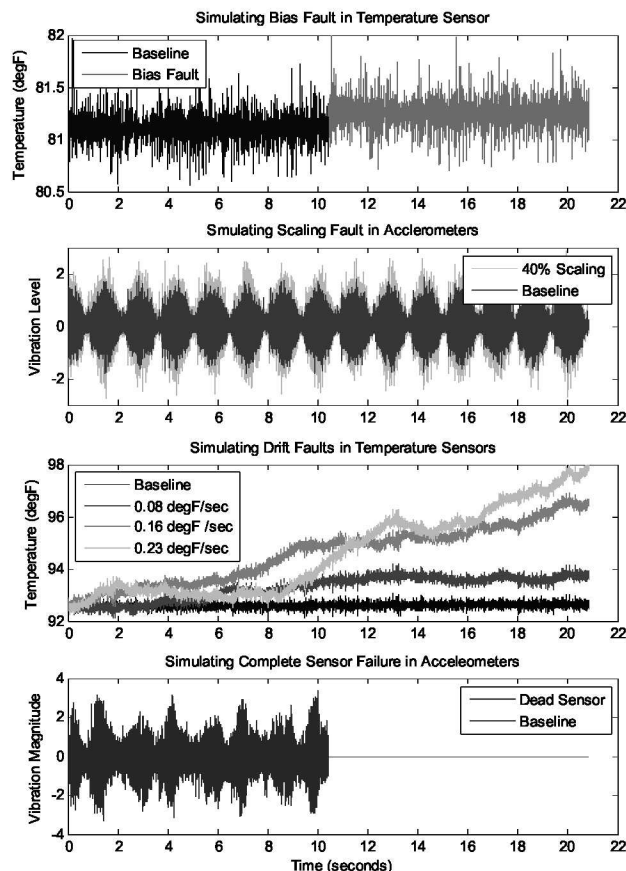 Simulating Bias Fault in Temperature Sensor
82
81.5
81
80.5
Temperature (degF)
Baseline
Bias Fault
0 2 4 6 8 10 12 14 16 18 20 22
Smulating Scaling Fault in Acclerometers
2
0
-2
Vibration Level
40% Scaling
Baseline
0 2 4 6 8 10 12 14 16 18 20 22
Simulating Drift Faults in Temperature Sensors
98
96
94
92
Temperature (degF)
Baseline
0.08 degF/sec
0.16 degF /sec
0.23 degF/sec
0 2 4 6 8 10 12 14 16 18 20 22
Simulating Complete Sensor Failure in Acceleometers
4
2
0
-2
-4
Vibration Magnitude
Dead Sensor
Baseline
0 2 4 6 8 10 12 14 16 18 20 22
Time (seconds)